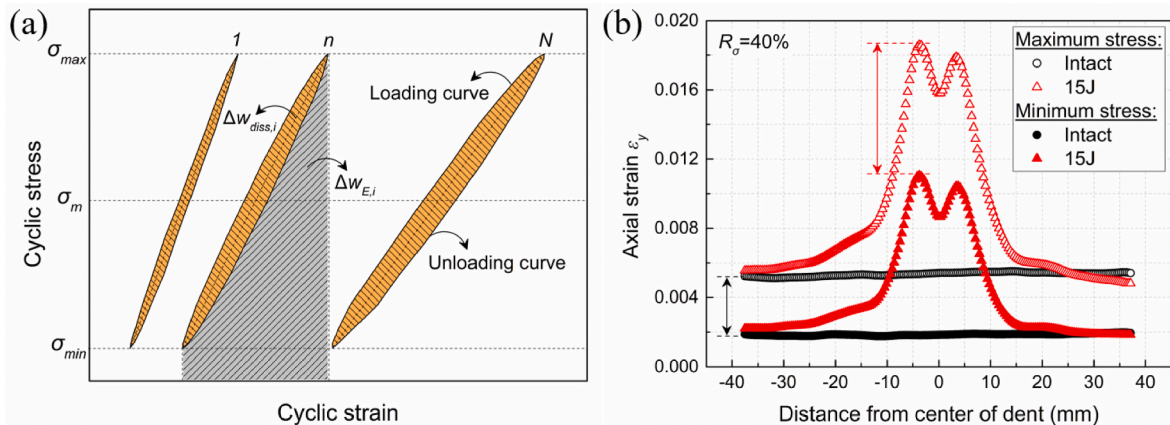 (a)
1
n
N
σmax
Δwdiss,i
Loading curve
ΔwE,i
σm
Unloading curve
σmin
Cyclic stress
Cyclic strain
(b)
Rσ=40%
Maximum stress:
Intact
15J
Minimum stress:
Intact
15J
0.020
0.016
0.012
0.008
0.004
0.000
Axial strain εy
-40 -30 -20 -10 0 10 20 30 40
Distance from center of dent (mm)